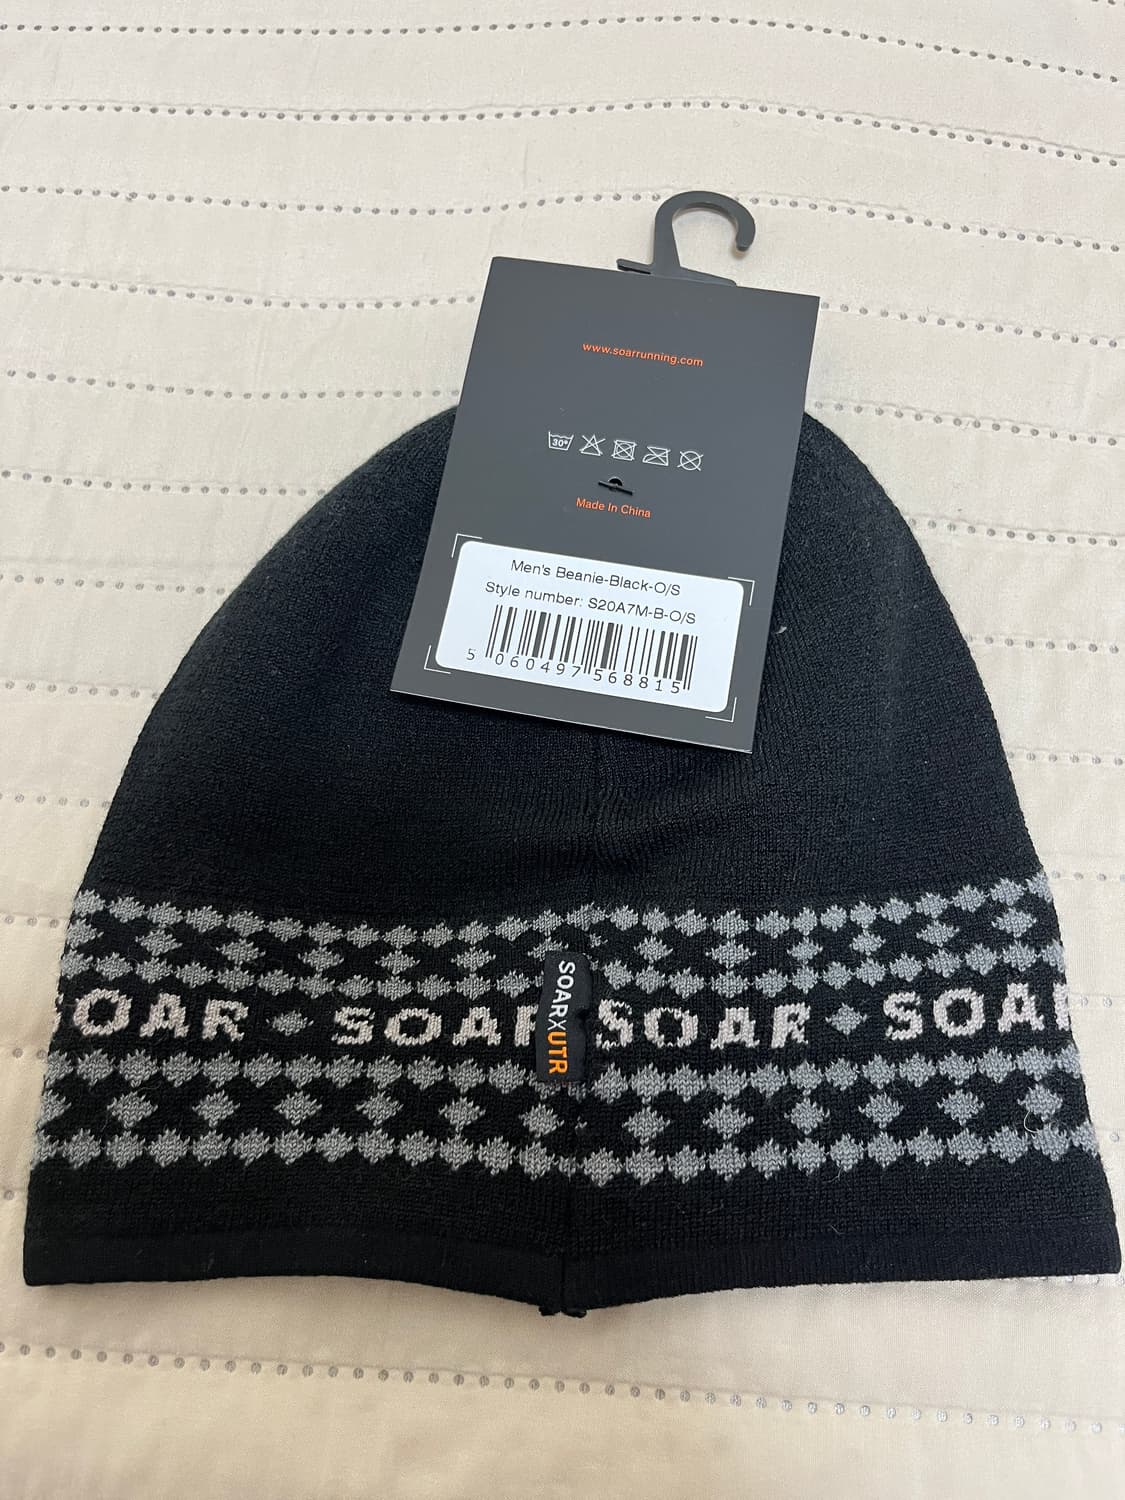 www.soarrunning.com
30°
Made In China
Men's Beanie-Black-O/S
Style number: S20A7M-B-O/S
5 060497 568815
SOAR SOAR SOAR SOAR
SOARxUTR